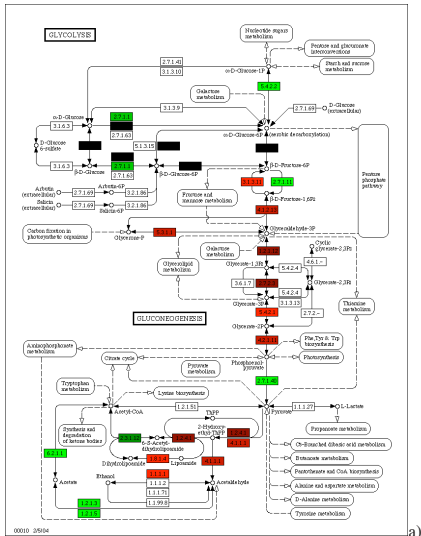 GLYCOLYSIS
Nucleotide sugars
metabolism
Pentose and glucuronate
interconversions
Starch and sucrose
metabolism
α-D-Glucose-1P
2.7.1.41
3.1.3.10
5.4.2.2
Galactose
metabolism
3.1.3.9
2.7.1.69
D-Glucose
(extracellular)
α-D-Glucose
2.7.1.1
3.1.6.3
2.7.1.63
α-D-Glucose-6P
(aerobic decarboxylation)
D-Glucose
6-sulfate
5.1.3.15
3.1.6.3
2.7.1.2
2.7.1.63
β-D-Glucose
β-D-Glucose-6P
β-D-Fructose-6P
Pentose
phosphate
pathway
3.1.3.11
2.7.1.11
Arbutin
(extracellular)
2.7.1.69
Arbutin-6P
3.2.1.86
Salicin
(extracellular)
2.7.1.69
Salicin-6P
3.2.1.86
Fructose and
mannose metabolism
β-D-Fructose-1,6P2
4.1.2.13
Carbon fixation in
photosynthetic organisms
5.3.1.1
Glycerone-P
Glyceraldehyde-3P
Galactose
metabolism
Glycerolipid
metabolism
Cyclic
glycerate-2,3P2
4.6.1.-
Glycerate-1,3P2
5.4.2.4
3.6.1.7
Glycerate-2,3P2
5.4.2.4
3.1.3.13
Glycerate-3P
5.4.2.1
2.7.2.-
Thiamine
metabolism
GLUCONEOGENESIS
Glycerate-2P
4.2.1.11
Phe, Tyr & Trp
biosynthesis
Aminophosphonate
metabolism
Citrate cycle
Photosynthesis
Phosphoenol-
pyruvate
Pyruvate
metabolism
2.7.1.40
Tryptophan
metabolism
Lysine biosynthesis
Acetyl-CoA
1.2.1.51
Pyruvate
1.1.1.27
L-Lactate
Synthesis and
degradation
of ketone bodies
ThPP
Propanoate metabolism
2.3.1.12
1.2.4.1
2-Hydroxy-
ethyl-ThPP
1.2.4.1
6.2.1.1
6-S-Acetyl-
dihydrolipoamide
4.1.1.1
C5-Branched dibasic acid metabolism
Butanoate metabolism
Dihydrolipoamide
1.8.1.4
Lipoamide
4.1.1.1
Pantothenate and CoA biosynthesis
Acetate
Ethanol
1.1.1.1
1.1.1.2
1.1.1.71
1.1.99.8
Acetaldehyde
Alanine and aspartate metabolism
D-Alanine metabolism
1.2.1.3
1.2.1.5
Tyrosine metabolism
00010 2/5/04
a)